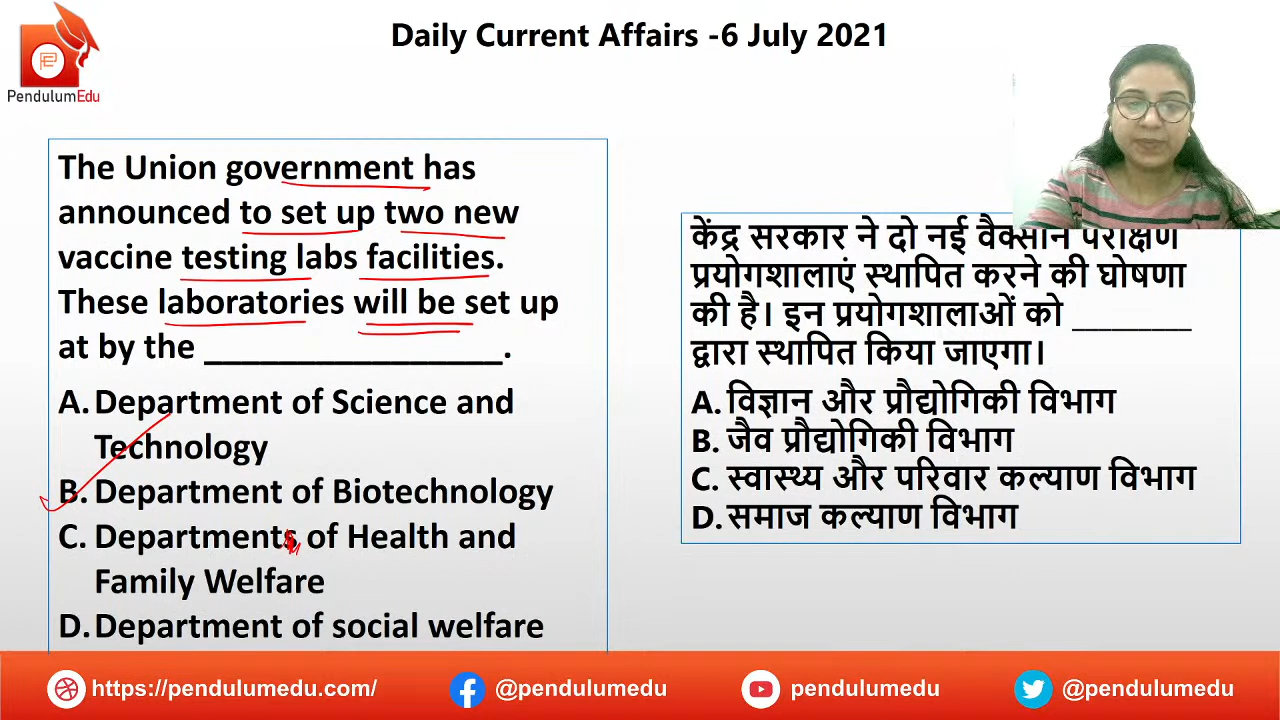 Daily Current Affairs -6 July 2021
PendulumEdu
The Union government has
announced to set up two new
vaccine testing labs facilities.
These laboratories will be set up
at by the _________________.
A. Department of Science and
Technology
B. Department of Biotechnology
C. Departments of Health and
Family Welfare
D. Department of social welfare
केंद्र सरकार ने दो नई वैक्सीन परीक्षण
प्रयोगशालाएं स्थापित करने की घोषणा
की है। इन प्रयोगशालाओं को _________
द्वारा स्थापित किया जाएगा।
A. विज्ञान और प्रौद्योगिकी विभाग
B. जैव प्रौद्योगिकी विभाग
C. स्वास्थ्य और परिवार कल्याण विभाग
D. समाज कल्याण विभाग
https://pendulumedu.com/
@pendulumedu
pendulumedu
@pendulumedu